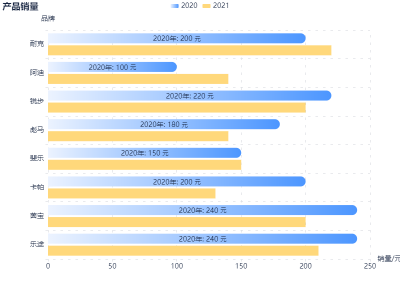 产品销量
2020 2021
品牌
耐克
2020年: 200 元
阿迪
2020年: 100 元
锐步
2020年: 220 元
彪马
2020年: 180 元
斐乐
2020年: 150 元
卡帕
2020年: 200 元
茵宝
2020年: 240 元
乐途
2020年: 240 元
0 50 100 150 200 250
销量/元